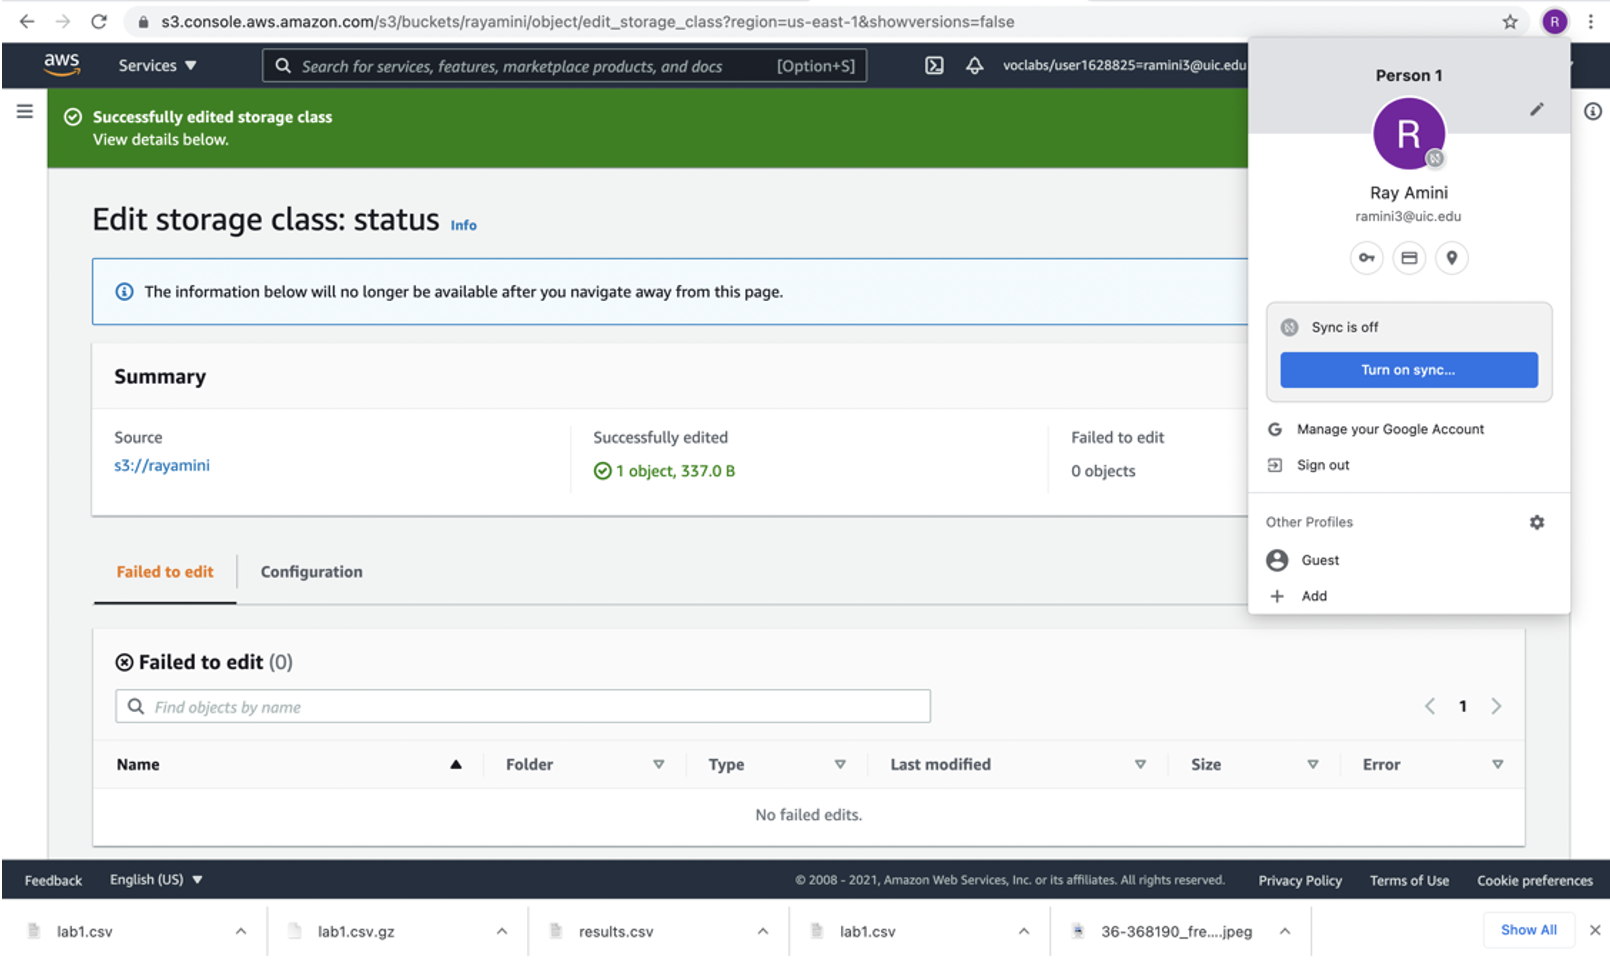 s3.console.aws.amazon.com/s3/buckets/rayamini/object/edit_storage_class?region=us-east-1&showversions=false
R
aws
Services ▼
Search for services, features, marketplace products, and docs
[Option+S]
voclabs/user1628825=ramini3@uic.edu
Successfully edited storage class
View details below.
Edit storage class: status Info
The information below will no longer be available after you navigate away from this page.
Summary
Source
s3://rayamini
Successfully edited
1 object, 337.0 B
Failed to edit
0 objects
Person 1
R
Ray Amini
ramini3@uic.edu
Sync is off
Turn on sync...
G Manage your Google Account
Sign out
Other Profiles
Guest
+ Add
Failed to edit
Configuration
Failed to edit (0)
Find objects by name
1
Name
Folder
Type
Last modified
Size
Error
No failed edits.
Feedback
English (US) ▼
© 2008 - 2021, Amazon Web Services, Inc. or its affiliates. All rights reserved.
Privacy Policy
Terms of Use
Cookie preferences
lab1.csv
lab1.csv.gz
results.csv
lab1.csv
36-368190_fre....jpeg
Show All